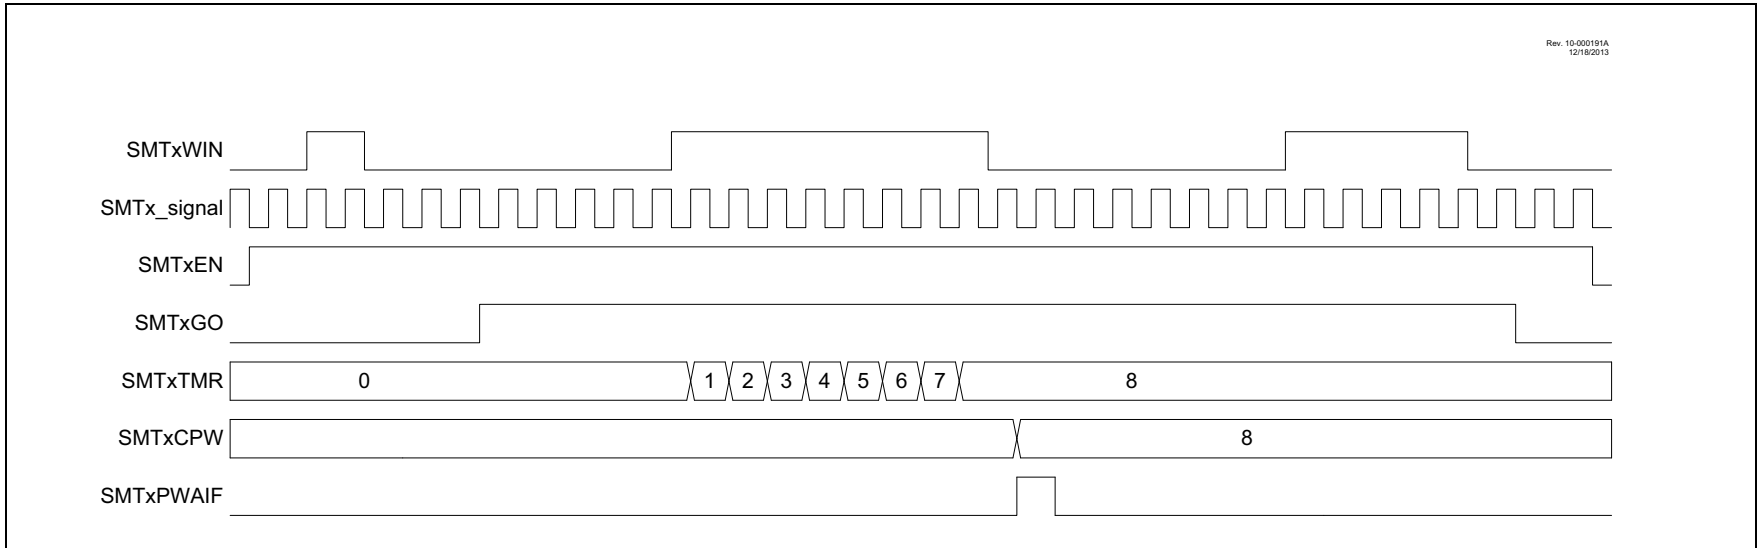 Rev. 10-000191A
12/18/2013
SMTxWIN
SMTx_signal
SMTxEN
SMTxGO
SMTxTMR 0 1 2 3 4 5 6 7 8
SMTxCPW 8
SMTxPWAIF